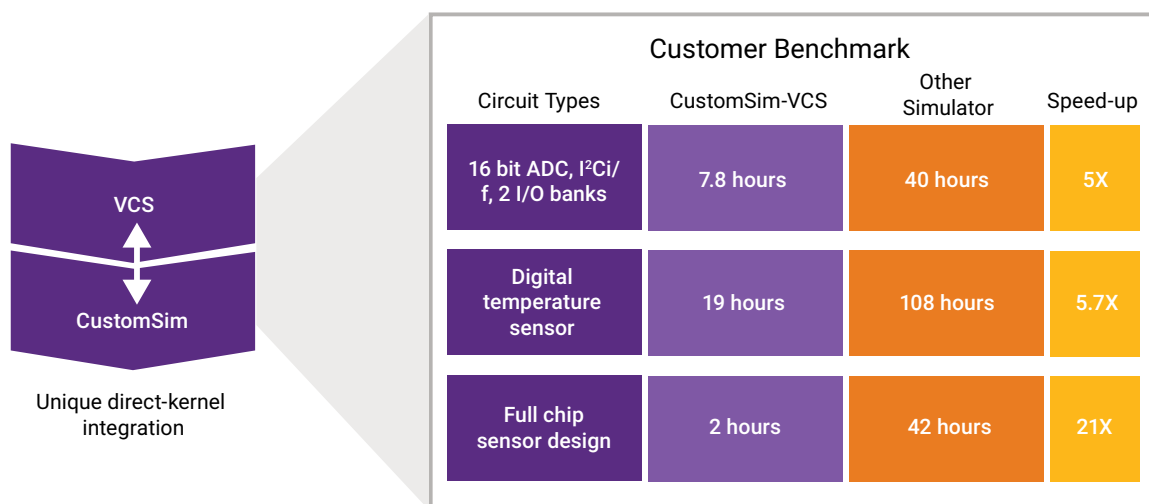 VCS
CustomSim
Unique direct-kernel
integration
Customer Benchmark
Circuit Types
CustomSim-VCS
Other
Simulator
Speed-up
16 bit ADC, I²Ci/
f, 2 I/O banks
7.8 hours
40 hours
5X
Digital
temperature
sensor
19 hours
108 hours
5.7X
Full chip
sensor design
2 hours
42 hours
21X